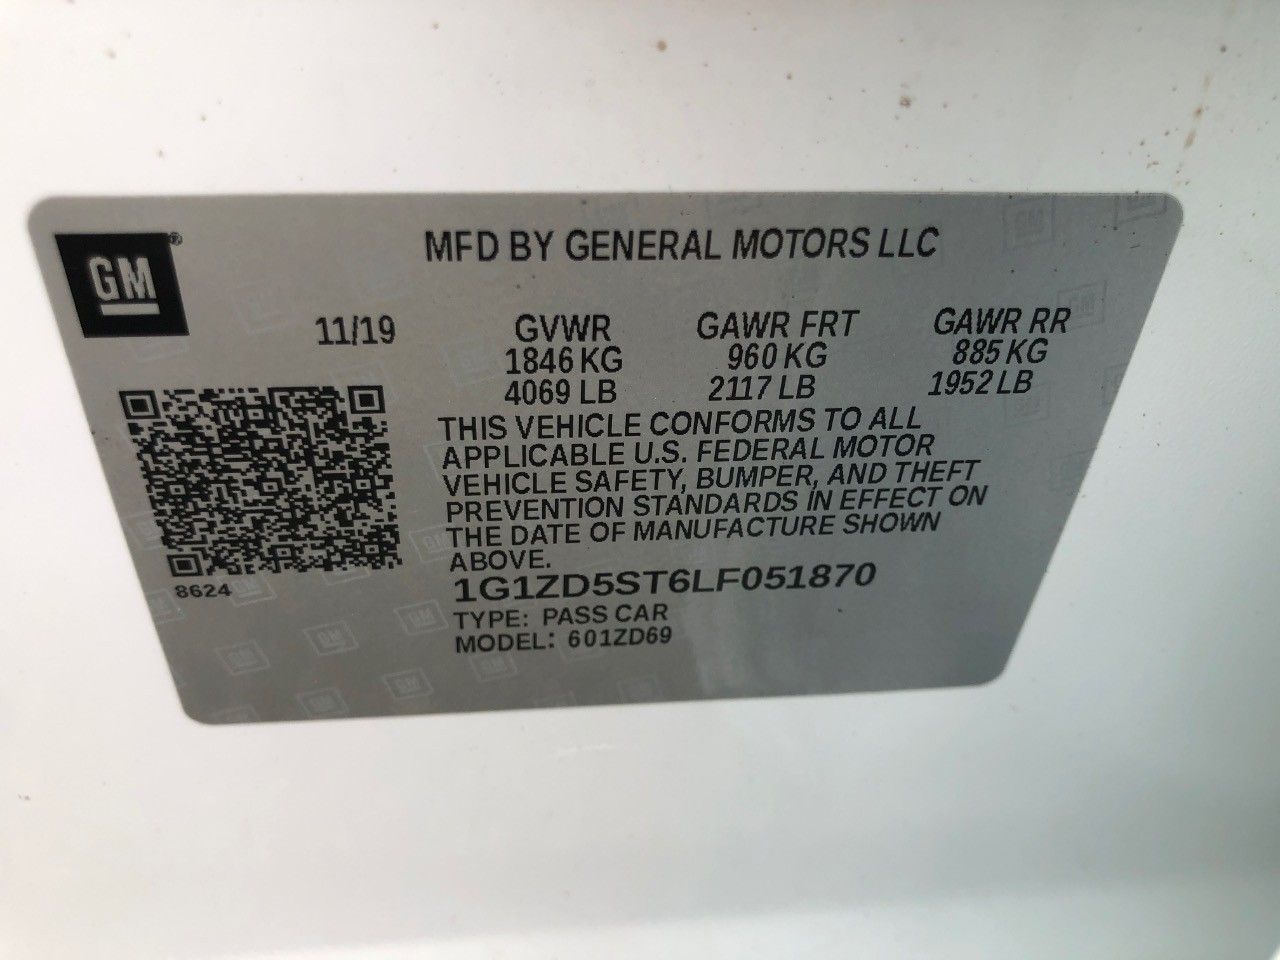 GM®
MFD BY GENERAL MOTORS LLC
11/19
GVWR
1846 KG
4069 LB
GAWR FRT
960 KG
2117 LB
GAWR RR
885 KG
1952 LB
THIS VEHICLE CONFORMS TO ALL
APPLICABLE U.S. FEDERAL MOTOR
VEHICLE SAFETY, BUMPER, AND THEFT
PREVENTION STANDARDS IN EFFECT ON
THE DATE OF MANUFACTURE SHOWN
ABOVE.
8624
1G1ZD5ST6LF051870
TYPE: PASS CAR
MODEL: 601ZD69